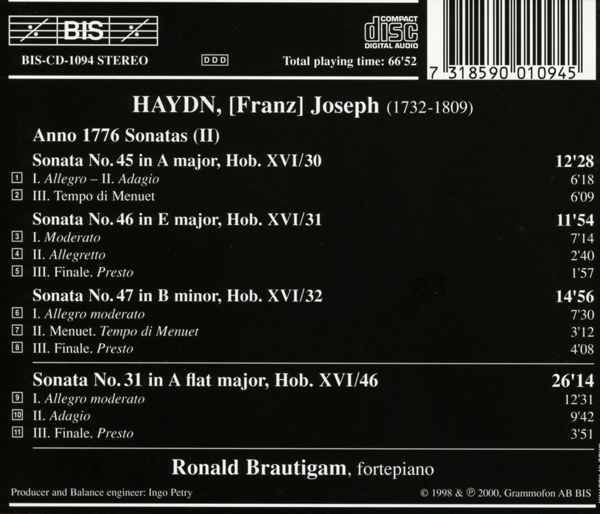 BIS
COMPACT
disc
DIGITAL AUDIO
BIS-CD-1094 STEREO
DDD
Total playing time: 66'52
7 318590 010945
HAYDN, [Franz] Joseph (1732-1809)
Anno 1776 Sonatas (II)
Sonata No. 45 in A major, Hob. XVI/30 12'28
1 I. Allegro – II. Adagio 6'18
2 III. Tempo di Menuet 6'09
Sonata No. 46 in E major, Hob. XVI/31 11'54
3 I. Moderato 7'14
4 II. Allegretto 2'40
5 III. Finale. Presto 1'57
Sonata No. 47 in B minor, Hob. XVI/32 14'56
6 I. Allegro moderato 7'30
7 II. Menuet. Tempo di Menuet 3'12
8 III. Finale. Presto 4'08
Sonata No. 31 in A flat major, Hob. XVI/46 26'14
9 I. Allegro moderato 12'31
10 II. Adagio 9'42
11 III. Finale. Presto 3'51
Ronald Brautigam, fortepiano
Producer and Balance engineer: Ingo Petry
© 1998 & ℗ 2000, Grammofon AB BIS